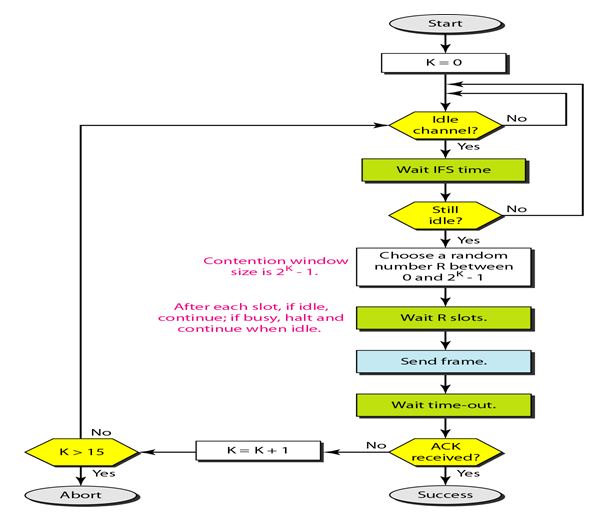 Start
K = 0
Idle
channel?
No
Yes
Wait IFS time
Still
idle?
No
Yes
Contention window
size is 2^K - 1.
Choose a random
number R between
0 and 2^K - 1
After each slot, if idle,
continue; if busy, halt and
continue when idle.
Wait R slots.
Send frame.
Wait time-out.
No
K > 15
Yes
K = K + 1
No
ACK
received?
Yes
Abort
Success